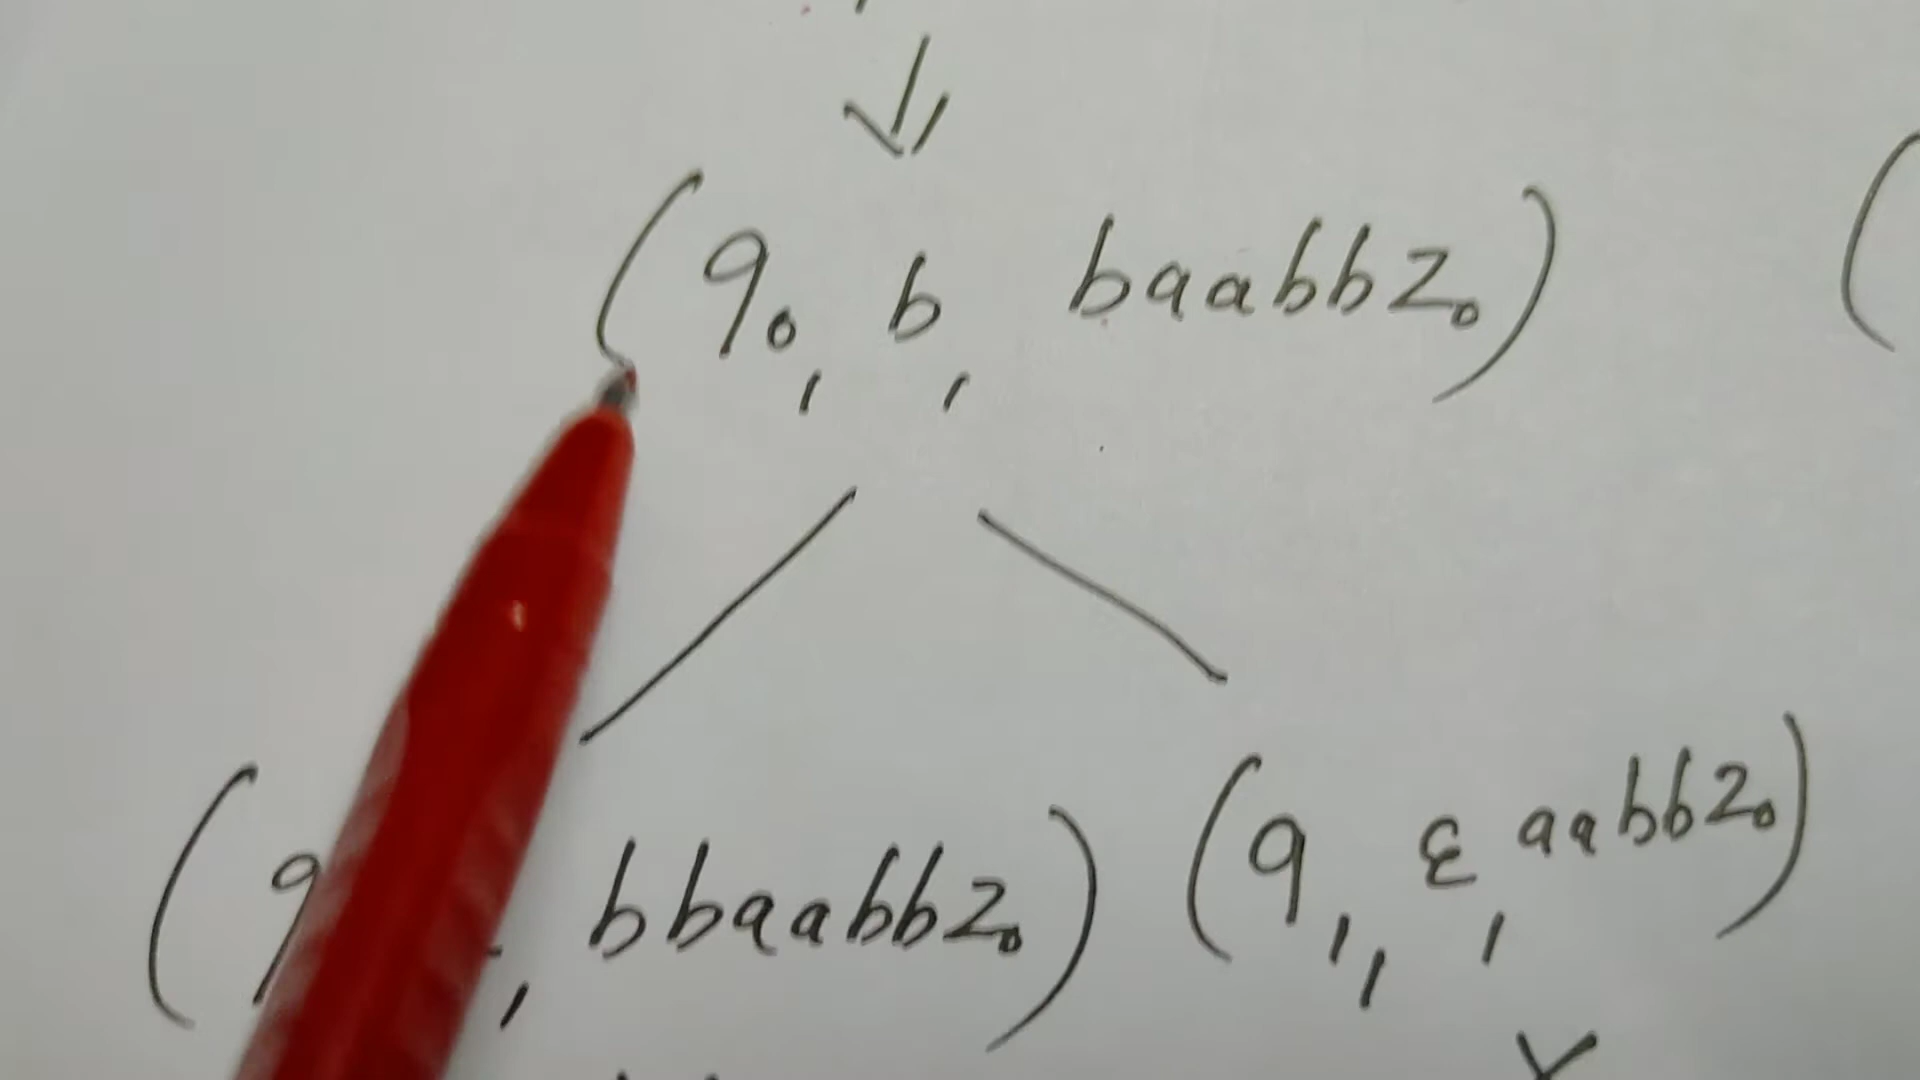 (q₀, b, baabbz₀)
(q , bbaabbz₀) (q₁, ε, aabbz₀)